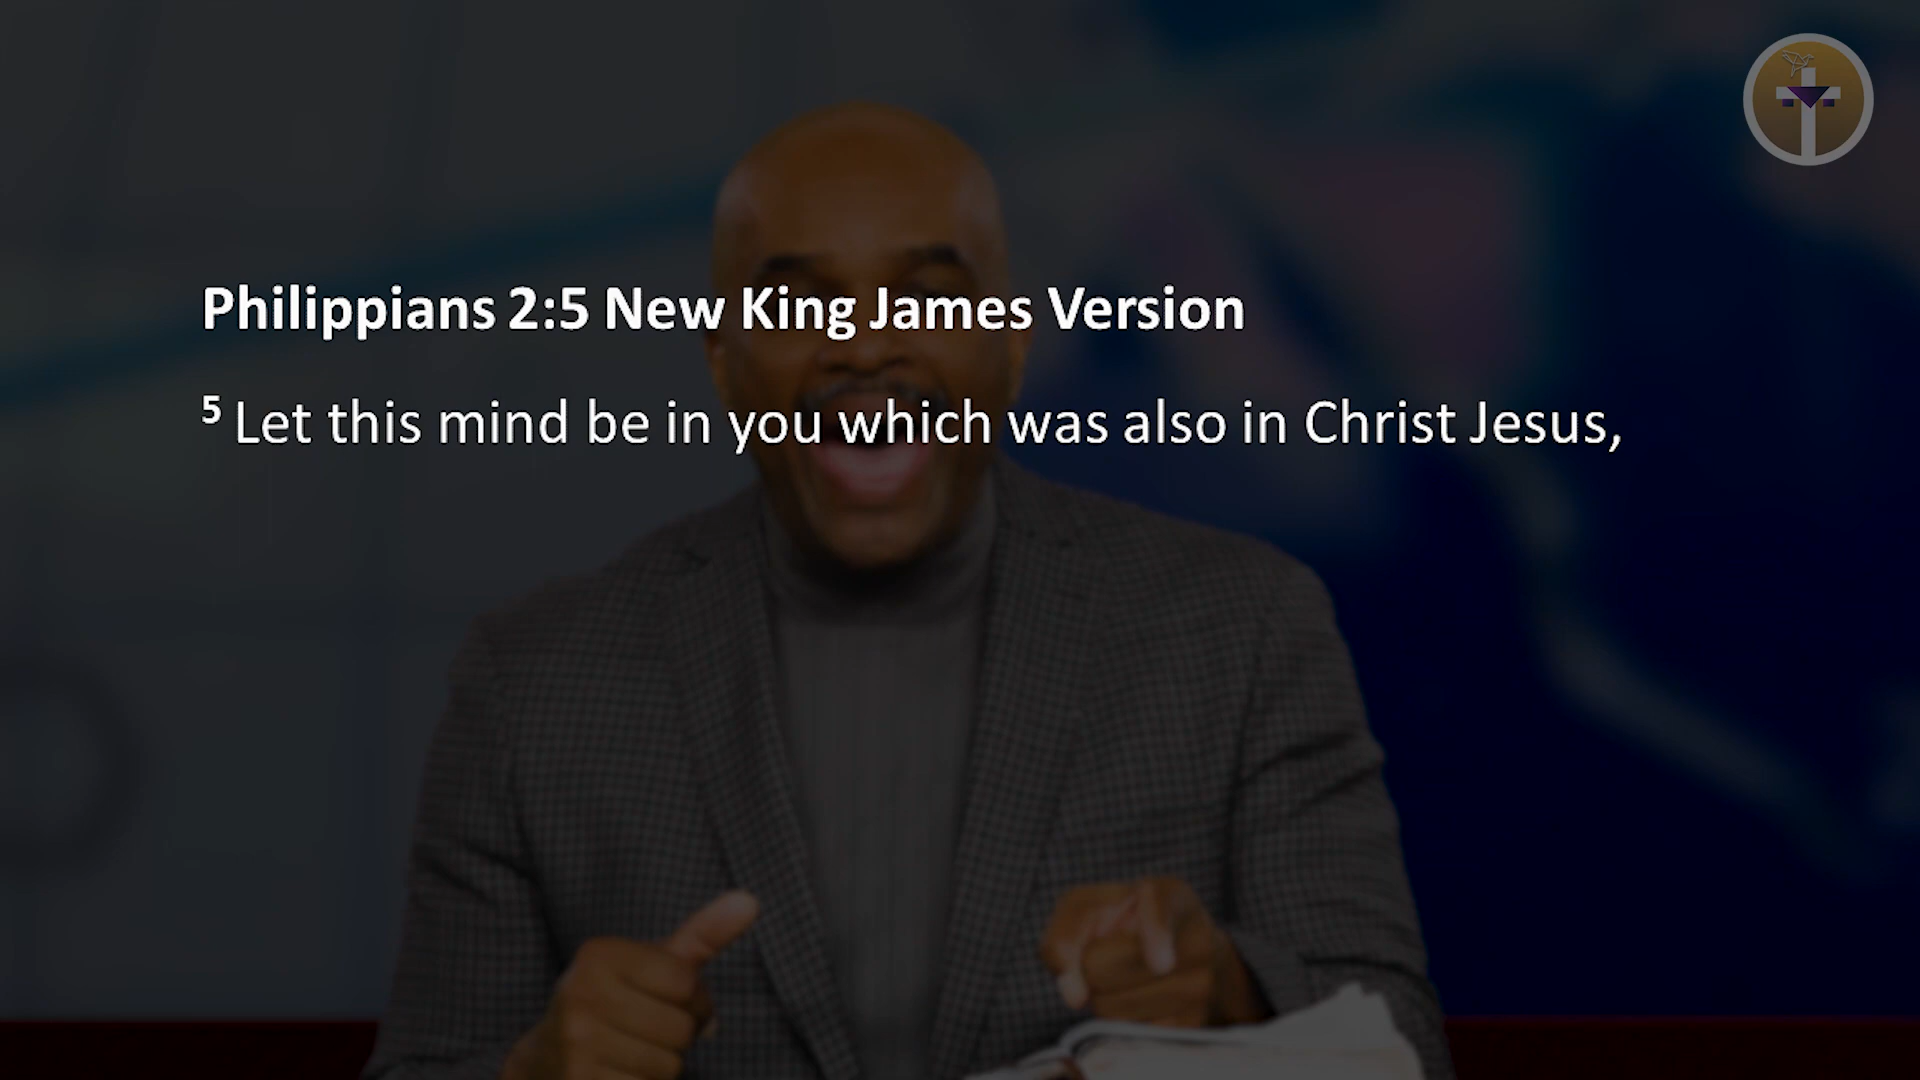 Philippians 2:5 New King James Version
5 Let this mind be in you which was also in Christ Jesus,